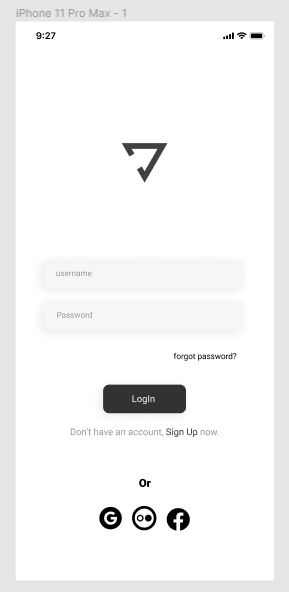 iPhone 11 Pro Max - 1
9:27
username
Password
forgot password?
LogIn
Don't have an account, Sign Up now.
Or